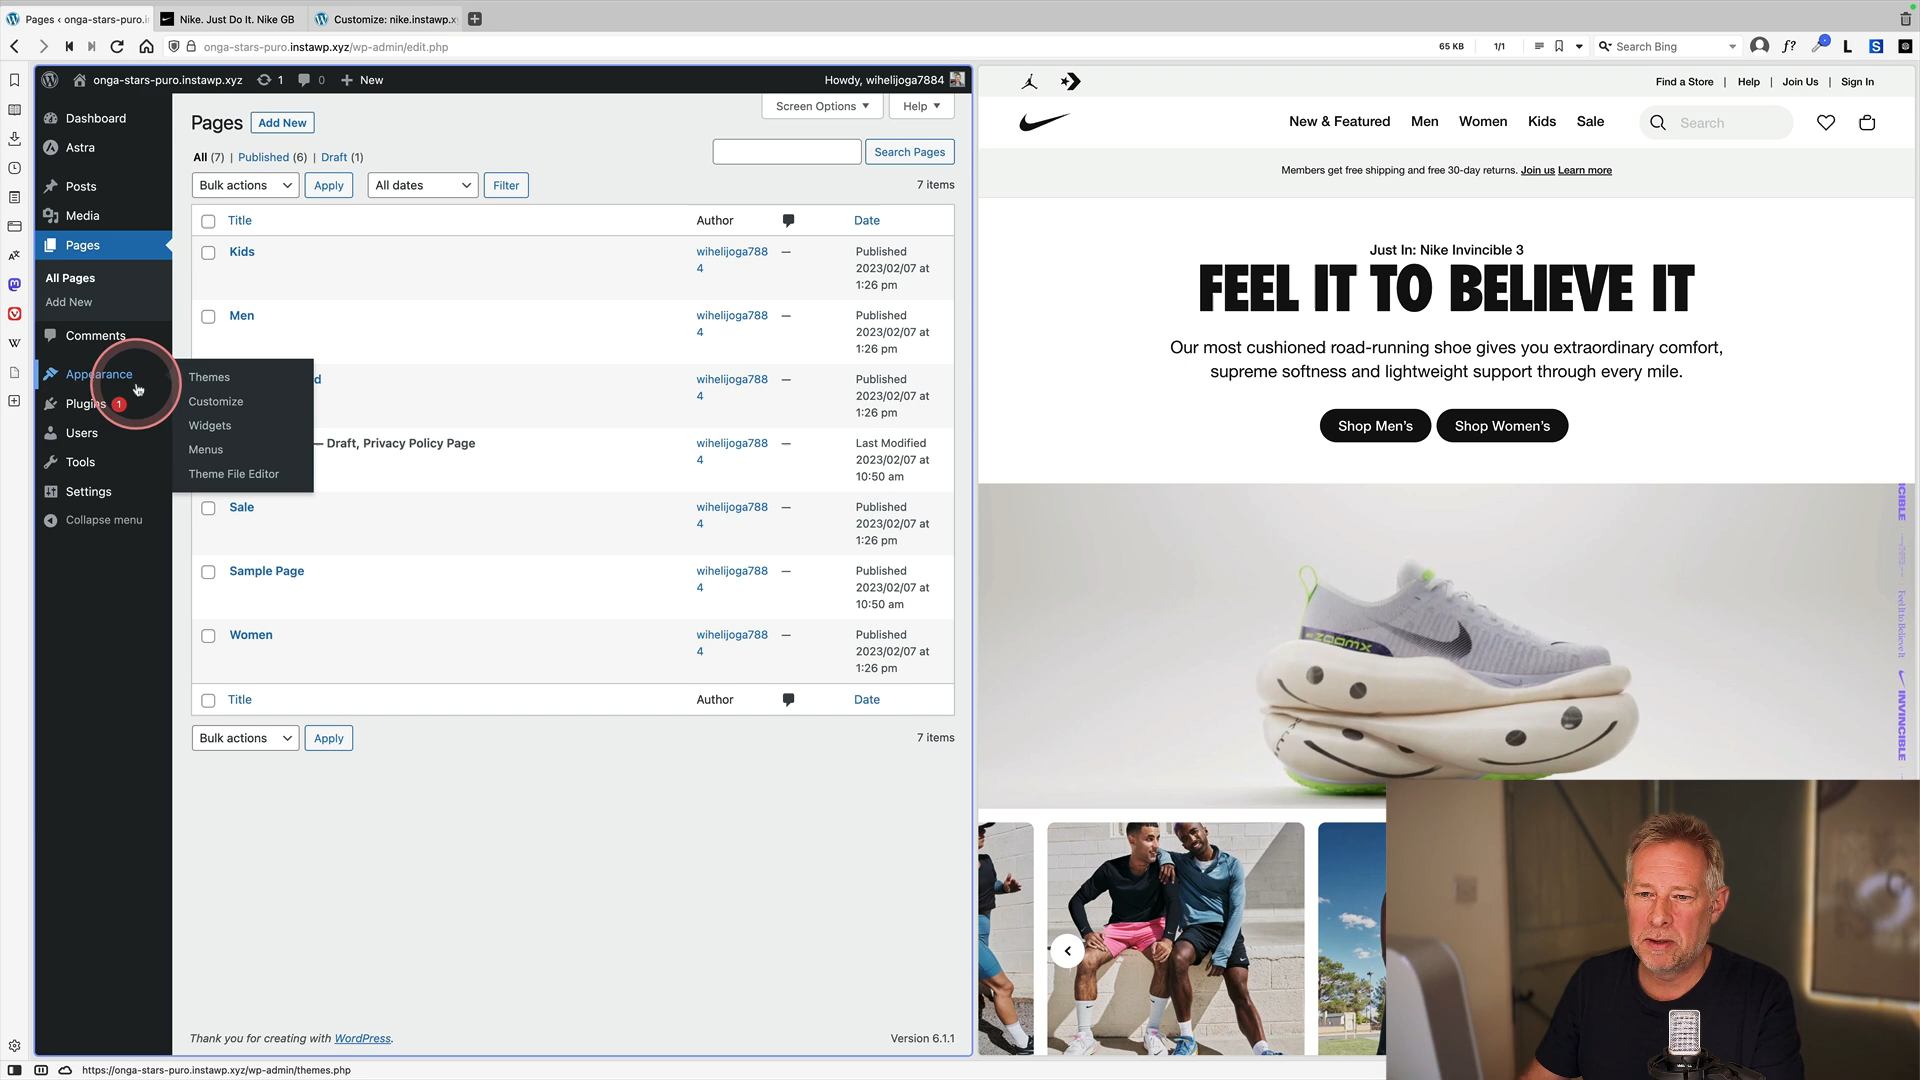 Pages ‹ onga-stars-puro.i
Nike. Just Do It. Nike GB
Customize: nike.instawp.x
onga-stars-puro.instawp.xyz/wp-admin/edit.php
65 KB
1/1
Search Bing
f?
L
S
onga-stars-puro.instawp.xyz
1
0
New
Howdy, wihelijoga7884
Dashboard
Astra
Posts
Media
Pages
All Pages
Add New
Comments
Appearance
Plugins 1
Users
Tools
Settings
Collapse menu
Themes
Customize
Widgets
Menus
Theme File Editor
Screen Options
Help
Pages
Add New
All (7) | Published (6) | Draft (1)
Search Pages
Bulk actions
Apply
All dates
Filter
7 items
Title
Author
Date
Kids
wihelijoga788
4
—
Published
2023/02/07 at
1:26 pm
Men
wihelijoga788
4
—
Published
2023/02/07 at
1:26 pm
d
wihelijoga788
4
—
Published
2023/02/07 at
1:26 pm
— Draft, Privacy Policy Page
wihelijoga788
4
—
Last Modified
2023/02/07 at
10:50 am
Sale
wihelijoga788
4
—
Published
2023/02/07 at
1:26 pm
Sample Page
wihelijoga788
4
—
Published
2023/02/07 at
10:50 am
Women
wihelijoga788
4
—
Published
2023/02/07 at
1:26 pm
Title
Author
Date
Bulk actions
Apply
7 items
Thank you for creating with WordPress.
Version 6.1.1
https://onga-stars-puro.instawp.xyz/wp-admin/themes.php
Find a Store | Help | Join Us | Sign In
New & Featured
Men
Women
Kids
Sale
Search
Members get free shipping and free 30-day returns. Join us Learn more
Just In: Nike Invincible 3
FEEL IT TO BELIEVE IT
Our most cushioned road-running shoe gives you extraordinary comfort,
supreme softness and lightweight support through every mile.
Shop Men's
Shop Women's
zoomx
CIBLE
Feel It to Believe It
INVINCIBLE